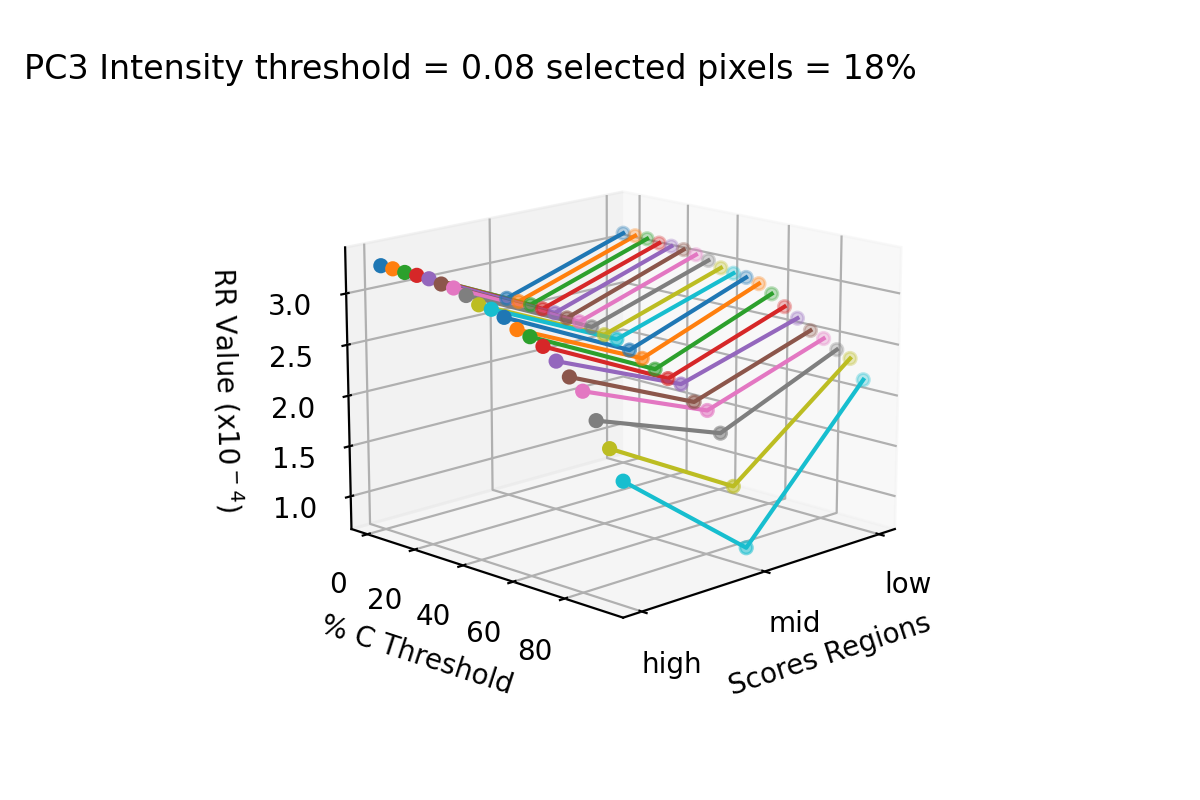 PC3 Intensity threshold = 0.08 selected pixels = 18%
RR Value (x10⁻⁴)
3.0
2.5
2.0
1.5
1.0
0
20
40
60
80
% C Threshold
high
mid
low
Scores Regions